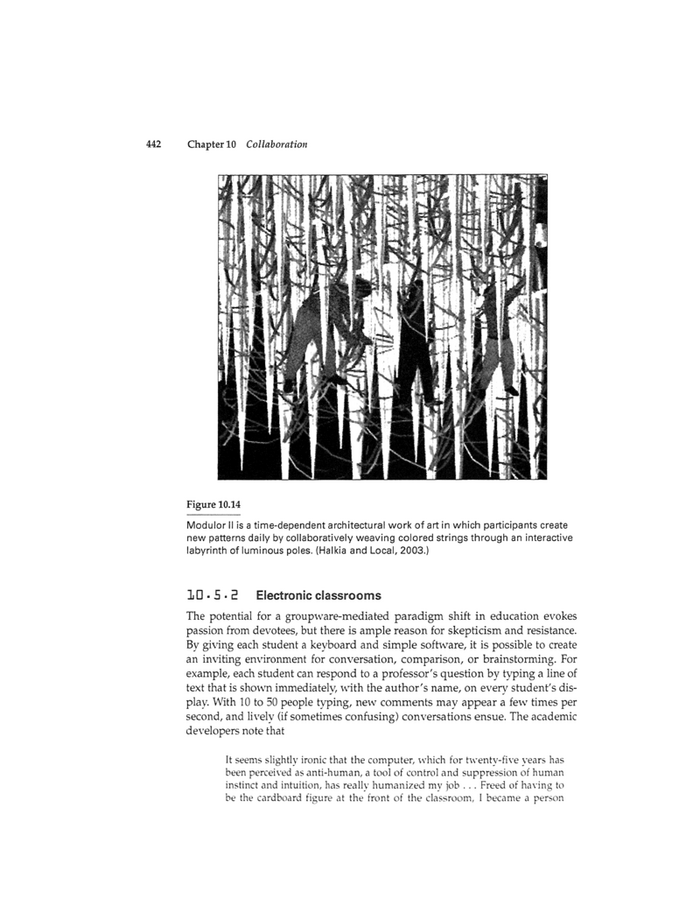 442 Chapter 10 Collaboration
Figure 10.14
Modulor II is a time-dependent architectural work of art in which participants create
new patterns daily by collaboratively weaving colored strings through an interactive
labyrinth of luminous poles. (Halkia and Local, 2003.)
10.5.2 Electronic classrooms
The potential for a groupware-mediated paradigm shift in education evokes
passion from devotees, but there is ample reason for skepticism and resistance.
By giving each student a keyboard and simple software, it is possible to create
an inviting environment for conversation, comparison, or brainstorming. For
example, each student can respond to a professor's question by typing a line of
text that is shown immediately, with the author's name, on every student's dis-
play. With 10 to 50 people typing, new comments may appear a few times per
second, and lively (if sometimes confusing) conversations ensue. The academic
developers note that
It seems slightly ironic that the computer, which for twenty-five years has
been perceived as anti-human, a tool of control and suppression of human
instinct and intuition, has really humanized my job . . . Freed of having to
be the cardboard figure at the front of the classroom, I became a person